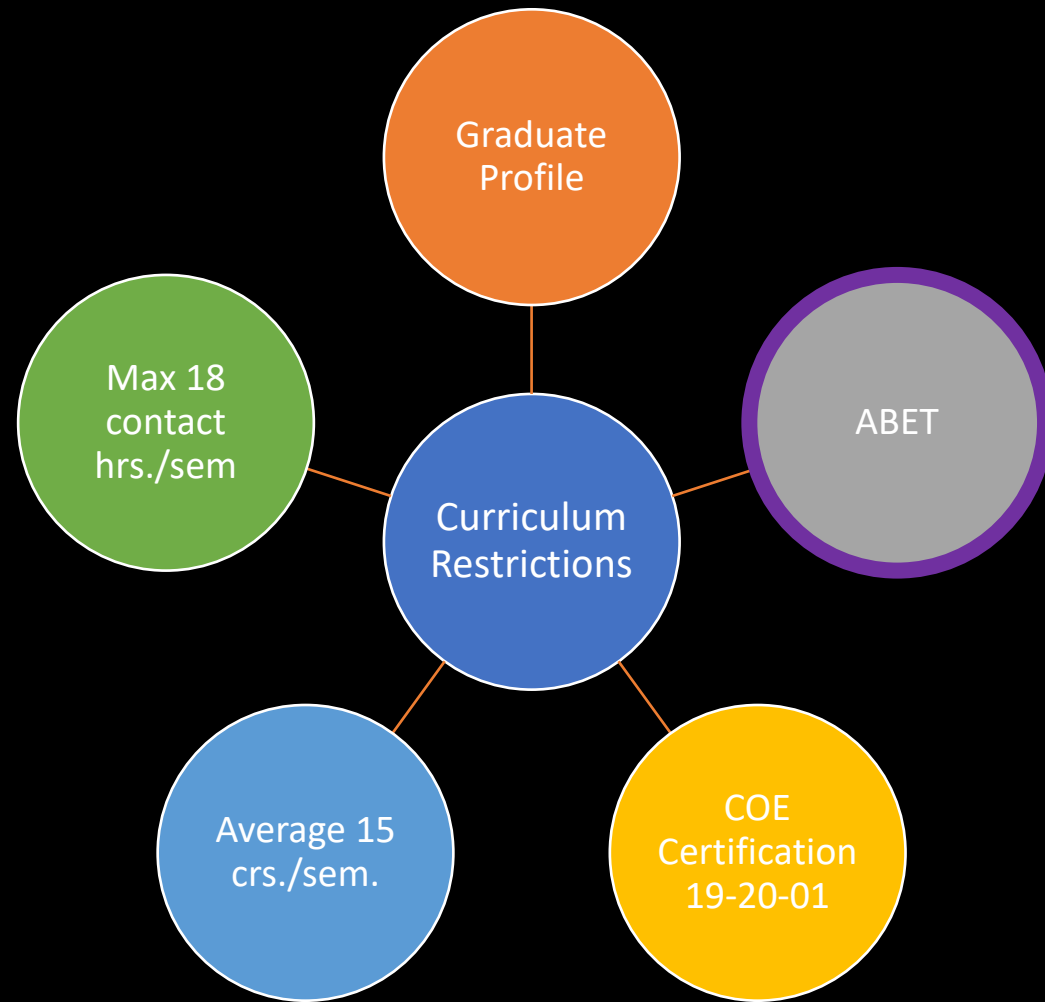 Graduate
Profile
ABET
COE
Certification
19-20-01
Average 15
crs./sem.
Max 18
contact
hrs./sem
Curriculum
Restrictions